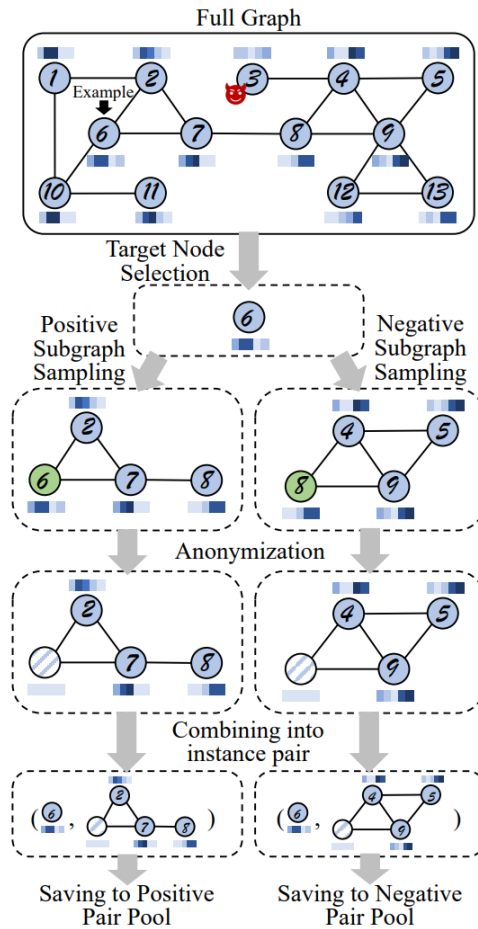 Full Graph
1 2 3 4 5
Example
6 7 8 9
10 11 12 13
Target Node
Selection
6
Positive
Subgraph
Sampling
Negative
Subgraph
Sampling
2
6 7 8
4 5
8 9
Anonymization
2
7 8
4 5
9
Combining into
instance pair
( 6 , 2 7 8 )
( 6 , 4 5 9 )
Saving to Positive
Pair Pool
Saving to Negative
Pair Pool